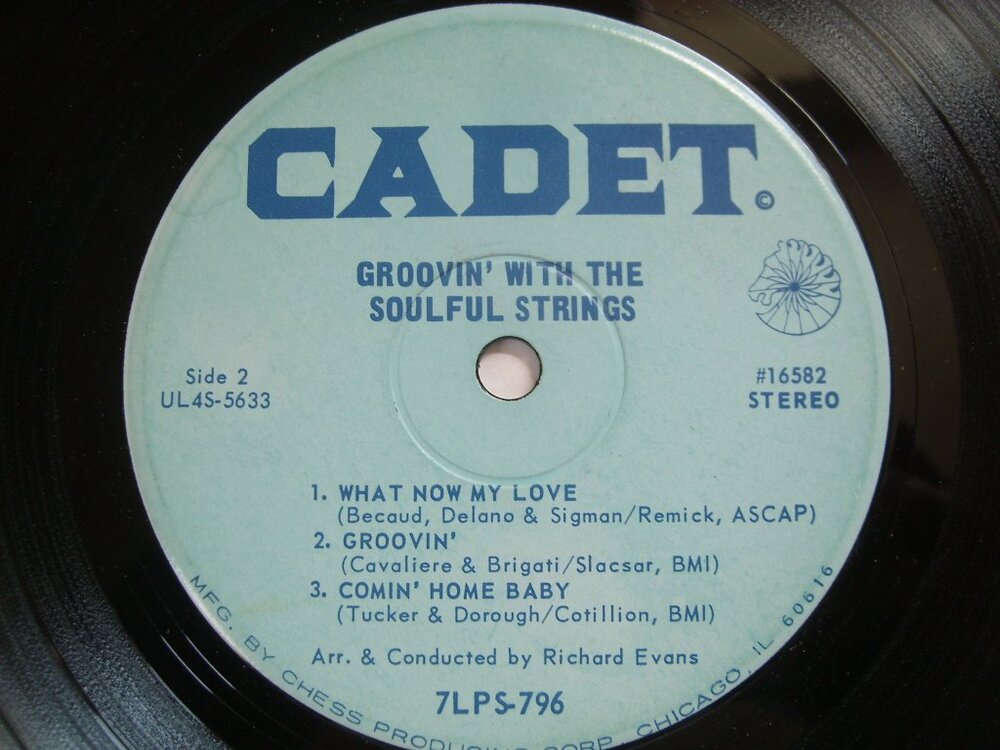 CADET. ©
GROOVIN' WITH THE
SOULFUL STRINGS
Side 2
UL4S-5633
#16582
STEREO
1. WHAT NOW MY LOVE
(Becaud, Delano & Sigman/Remick, ASCAP)
2. GROOVIN'
(Cavaliere & Brigati/Slacsar, BMI)
3. COMIN' HOME BABY
(Tucker & Dorough/Cotillion, BMI)
Arr. & Conducted by Richard Evans
7LPS-796
MFG. BY CHESS PRODUCING CORP. CHICAGO, IL 60616